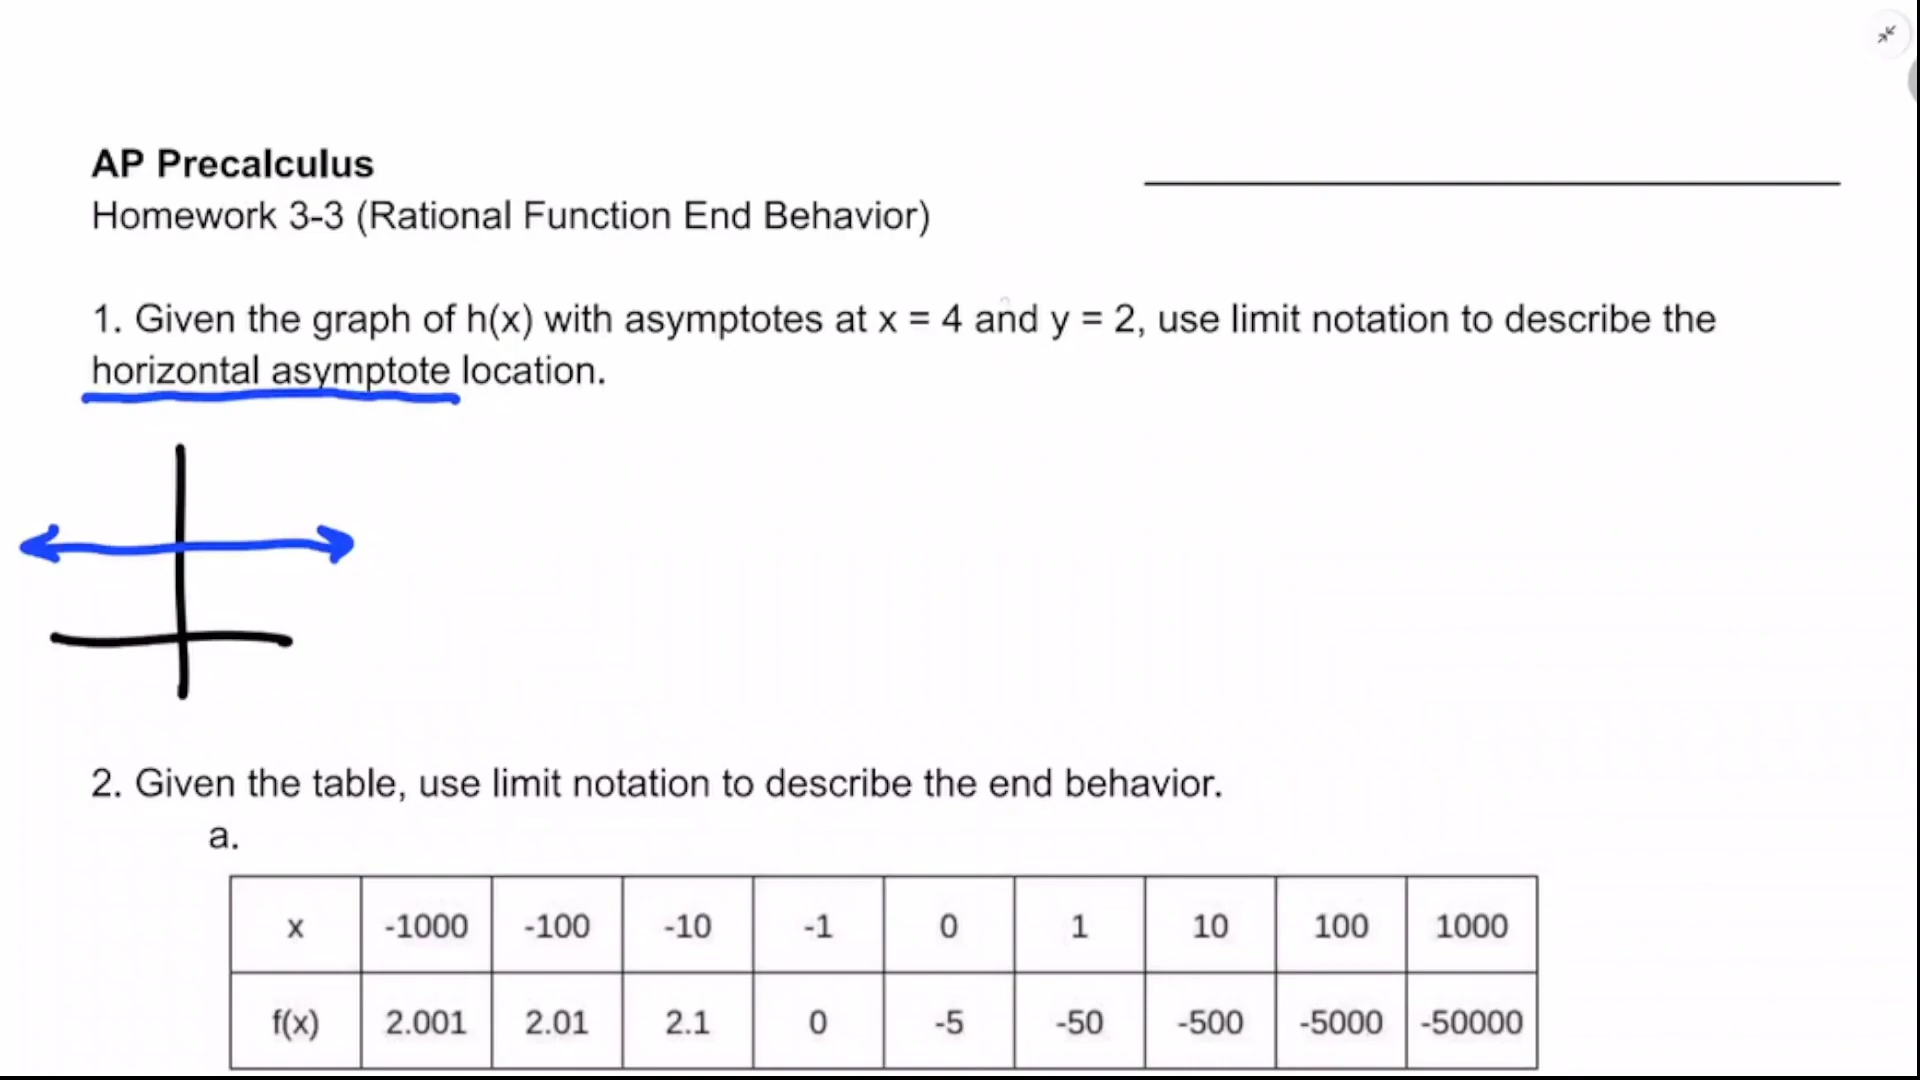 AP Precalculus
Homework 3-3 (Rational Function End Behavior)
1. Given the graph of h(x) with asymptotes at x = 4 and y = 2, use limit notation to describe the
horizontal asymptote location.
2. Given the table, use limit notation to describe the end behavior.
a.
x -1000 -100 -10 -1 0 1 10 100 1000
f(x) 2.001 2.01 2.1 0 -5 -50 -500 -5000 -50000